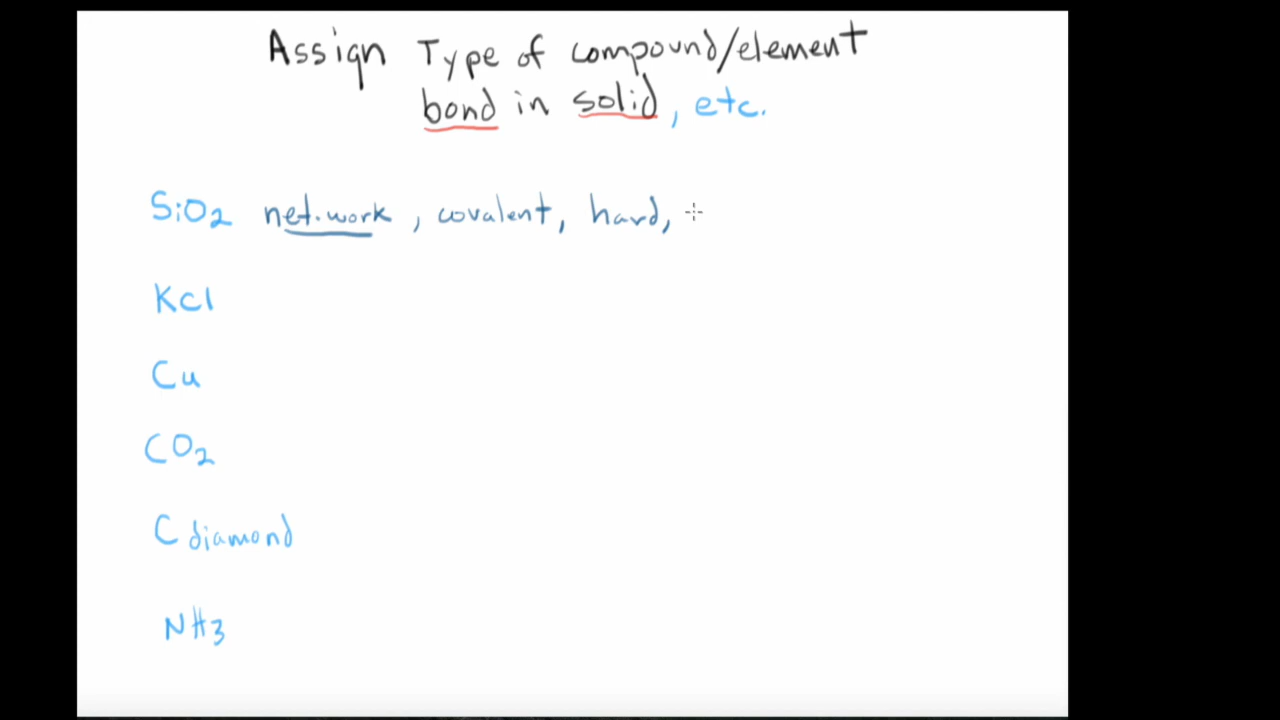 Assign Type of compound/element
bond in solid, etc.
SiO2 network, covalent, hard,
KCl
Cu
CO2
C diamond
NH3